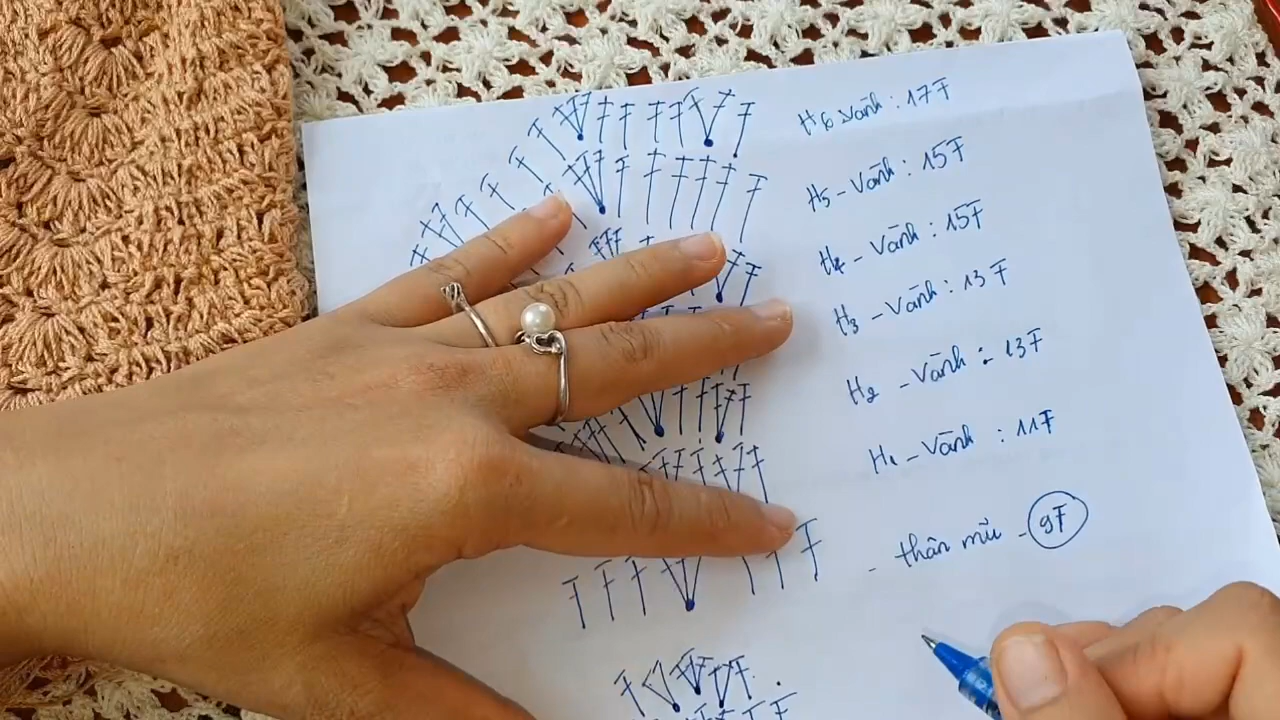 H6 vành : 17F
H5 - vành : 15F
H4 - vành : 15F
H3 - vành : 13F
H2 - vành : 13F
H1 - vành : 11F
- thân mũ - 9F